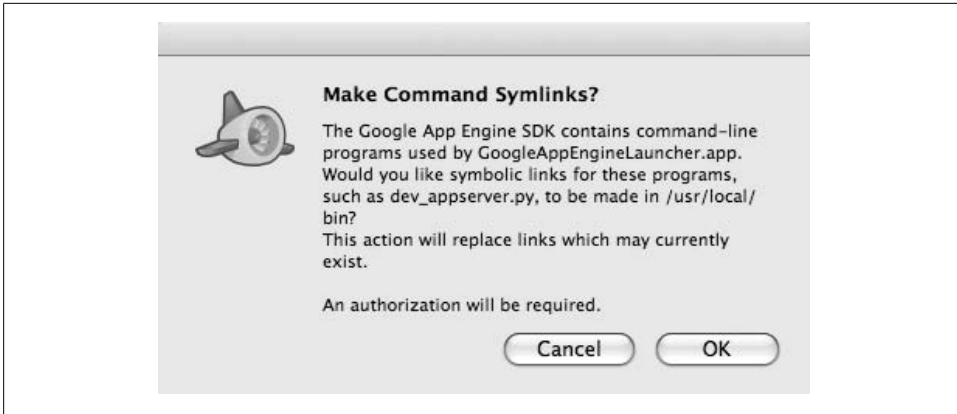 Make Command Symlinks?
The Google App Engine SDK contains command-line
programs used by GoogleAppEngineLauncher.app.
Would you like symbolic links for these programs,
such as dev_appserver.py, to be made in /usr/local/
bin?
This action will replace links which may currently
exist.
An authorization will be required.
Cancel OK